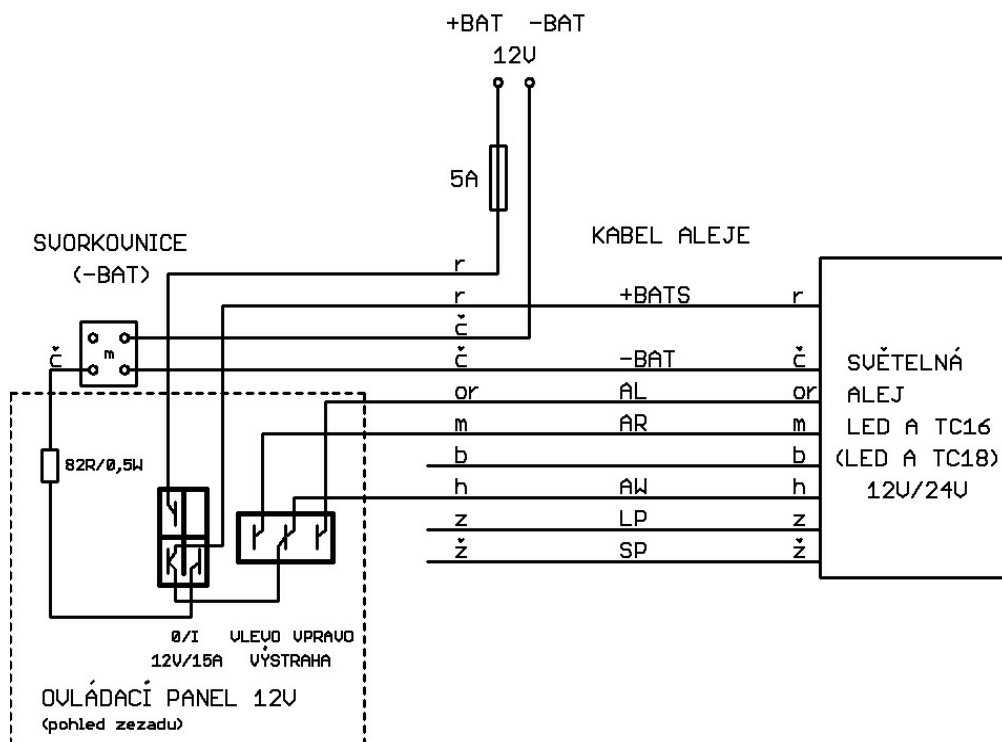 +BAT -BAT
12V
5A
SVORKOVNICE
(-BAT)
KABEL ALEJE
r
r +BATS r
č
č m
č -BAT č
or AL or
m AR m
b b
h AW h
z LP z
ž SP ž
SVĚTELNÁ
ALEJ
LED A TC16
(LED A TC18)
12V/24V
82R/0,5W
0/I VLEVO VPRAVO
12V/15A VÝSTRAHA
OVLÁDACÍ PANEL 12V
(pohled zezadu)